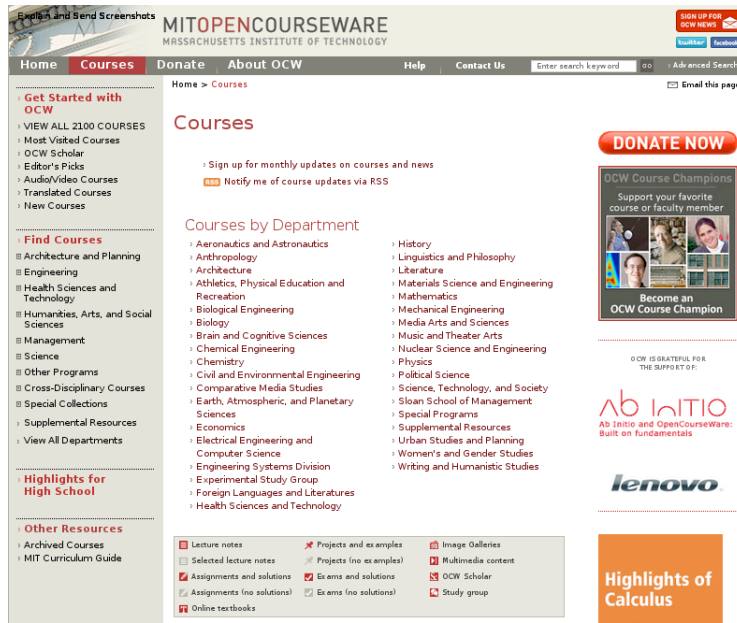 Explain and Send Screenshots
MITOPENCOURSEWARE
MASSACHUSETTS INSTITUTE OF TECHNOLOGY
SIGN UP FOR
OCW NEWS
twitter facebook
Home Courses Donate About OCW Help Contact Us Enter search keyword GO › Advanced Search
Home > Courses
Email this page
› Get Started with
OCW
› VIEW ALL 2100 COURSES
› Most Visited Courses
› OCW Scholar
› Editor's Picks
› Audio/Video Courses
› Translated Courses
› New Courses
› Find Courses
Architecture and Planning
Engineering
Health Sciences and
Technology
Humanities, Arts, and Social
Sciences
Management
Science
Other Programs
Cross-Disciplinary Courses
Special Collections
› Supplemental Resources
› View All Departments
› Highlights for
High School
› Other Resources
› Archived Courses
› MIT Curriculum Guide
Courses
› Sign up for monthly updates on courses and news
RSS Notify me of course updates via RSS
Courses by Department
› Aeronautics and Astronautics
› Anthropology
› Architecture
› Athletics, Physical Education and
Recreation
› Biological Engineering
› Biology
› Brain and Cognitive Sciences
› Chemical Engineering
› Chemistry
› Civil and Environmental Engineering
› Comparative Media Studies
› Earth, Atmospheric, and Planetary
Sciences
› Economics
› Electrical Engineering and
Computer Science
› Engineering Systems Division
› Experimental Study Group
› Foreign Languages and Literatures
› Health Sciences and Technology
› History
› Linguistics and Philosophy
› Literature
› Materials Science and Engineering
› Mathematics
› Mechanical Engineering
› Media Arts and Sciences
› Music and Theater Arts
› Nuclear Science and Engineering
› Physics
› Political Science
› Science, Technology, and Society
› Sloan School of Management
› Special Programs
› Supplemental Resources
› Urban Studies and Planning
› Women's and Gender Studies
› Writing and Humanistic Studies
Lecture notes
Selected lecture notes
Assignments and solutions
Assignments (no solutions)
Online textbooks
Projects and examples
Projects (no examples)
Exams and solutions
Exams (no solutions)
Image Galleries
Multimedia content
OCW Scholar
Study group
DONATE NOW
OCW Course Champions
Support your favorite
course or faculty member
Become an
OCW Course Champion
OCW IS GRATEFUL FOR
THE SUPPORT OF:
Ab Initio
Ab Initio and OpenCourseWare:
Built on fundamentals
lenovo
Highlights of
Calculus